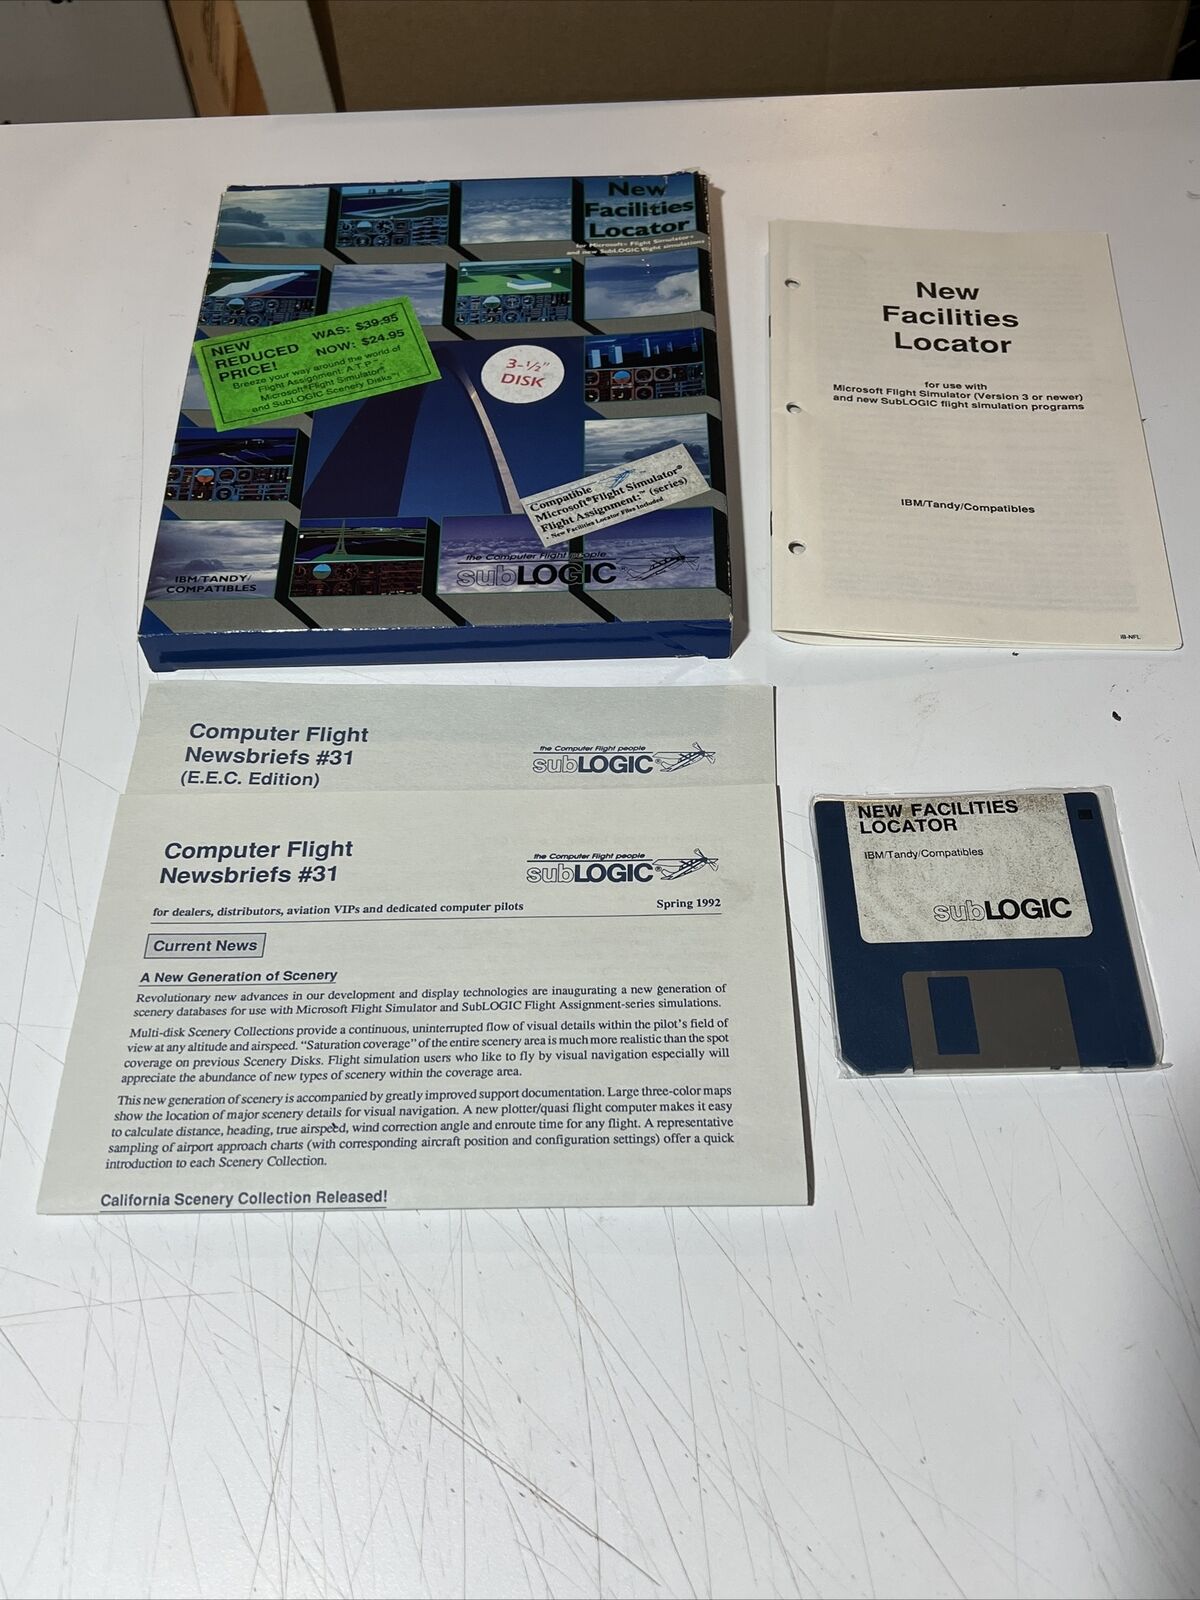 New
Facilities
Locator
for Microsoft® Flight Simulator®
and new SubLOGIC flight simulations
NEW
REDUCED
PRICE!
WAS: $39.95
NOW: $24.95
Breeze your way around the world of
Flight Assignment: A.T.P.™,
Microsoft® Flight Simulator®
and SubLOGIC Scenery Disks!
3-½"
DISK
Compatible
Microsoft® Flight Simulator®
Flight Assignment:™ (series)
• New Facilities Locator Files Included
the Computer Flight people
subLOGIC®
IBM/TANDY/
COMPATIBLES
New
Facilities
Locator
for use with
Microsoft Flight Simulator (Version 3 or newer)
and new SubLOGIC flight simulation programs
IBM/Tandy/Compatibles
IB-NFL
Computer Flight
Newsbriefs #31
(E.E.C. Edition)
the Computer Flight people
subLOGIC®
Computer Flight
Newsbriefs #31
the Computer Flight people
subLOGIC®
for dealers, distributors, aviation VIPs and dedicated computer pilots
Spring 1992
Current News
A New Generation of Scenery
Revolutionary new advances in our development and display technologies are inaugurating a new generation of
scenery databases for use with Microsoft Flight Simulator and SubLOGIC Flight Assignment-series simulations.
Multi-disk Scenery Collections provide a continuous, uninterrupted flow of visual details within the pilot's field of
view at any altitude and airspeed. "Saturation coverage" of the entire scenery area is much more realistic than the spot
coverage on previous Scenery Disks. Flight simulation users who like to fly by visual navigation especially will
appreciate the abundance of new types of scenery within the coverage area.
This new generation of scenery is accompanied by greatly improved support documentation. Large three-color maps
show the location of major scenery details for visual navigation. A new plotter/quasi flight computer makes it easy
to calculate distance, heading, true airspeed, wind correction angle and enroute time for any flight. A representative
sampling of airport approach charts (with corresponding aircraft position and configuration settings) offer a quick
introduction to each Scenery Collection.
California Scenery Collection Released!
NEW FACILITIES
LOCATOR
IBM/Tandy/Compatibles
subLOGIC